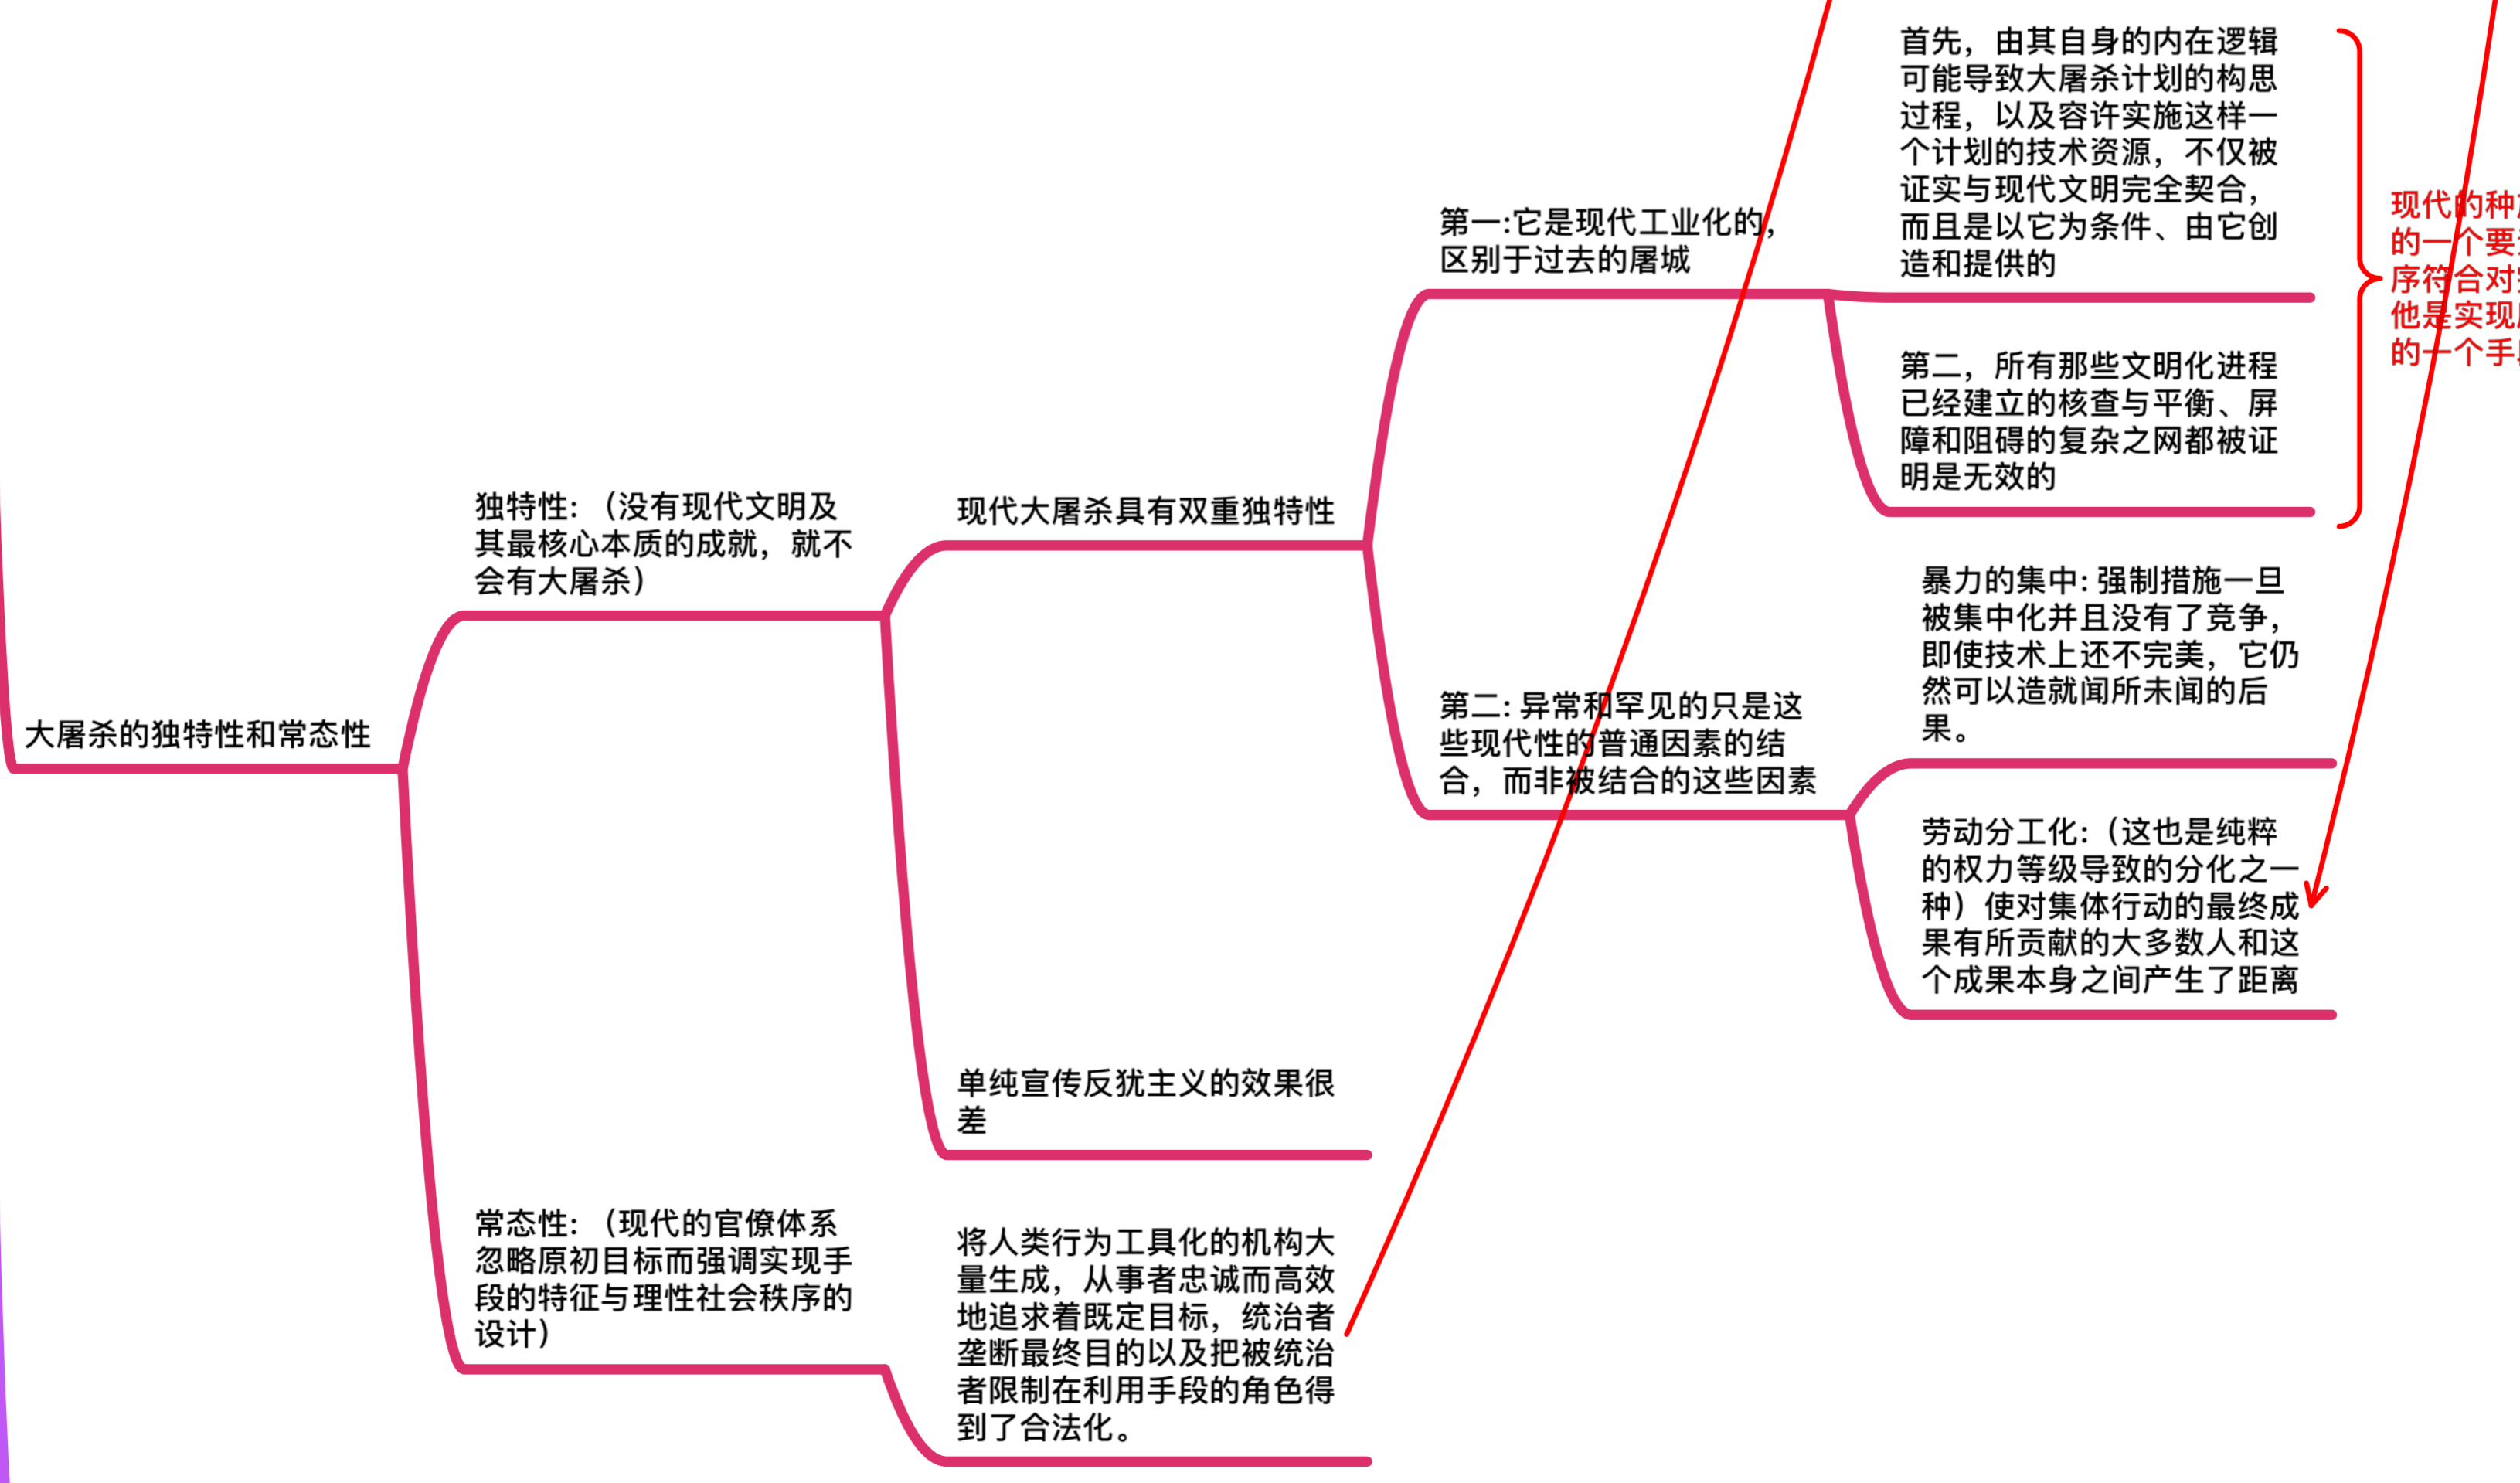 大屠杀的独特性和常态性
独特性：（没有现代文明及
其最核心本质的成就，就不
会有大屠杀）
现代大屠杀具有双重独特性
第一:它是现代工业化的，
区别于过去的屠城
首先，由其自身的内在逻辑
可能导致大屠杀计划的构思
过程，以及容许实施这样一
个计划的技术资源，不仅被
证实与现代文明完全契合，
而且是以它为条件、由它创
造和提供的
第二，所有那些文明化进程
已经建立的核查与平衡、屏
障和阻碍的复杂之网都被证
明是无效的
现代的种
的一个要
序符合对
他是实现
的一个手
第二: 异常和罕见的只是这
些现代性的普通因素的结
合，而非被结合的这些因素
暴力的集中: 强制措施一旦
被集中化并且没有了竞争，
即使技术上还不完美，它仍
然可以造就闻所未闻的后
果。
劳动分工化:（这也是纯粹
的权力等级导致的分化之一
种）使对集体行动的最终成
果有所贡献的大多数人和这
个成果本身之间产生了距离
单纯宣传反犹主义的效果很
差
常态性：（现代的官僚体系
忽略原初目标而强调实现手
段的特征与理性社会秩序的
设计）
将人类行为工具化的机构大
量生成，从事者忠诚而高效
地追求着既定目标，统治者
垄断最终目的以及把被统治
者限制在利用手段的角色得
到了合法化。